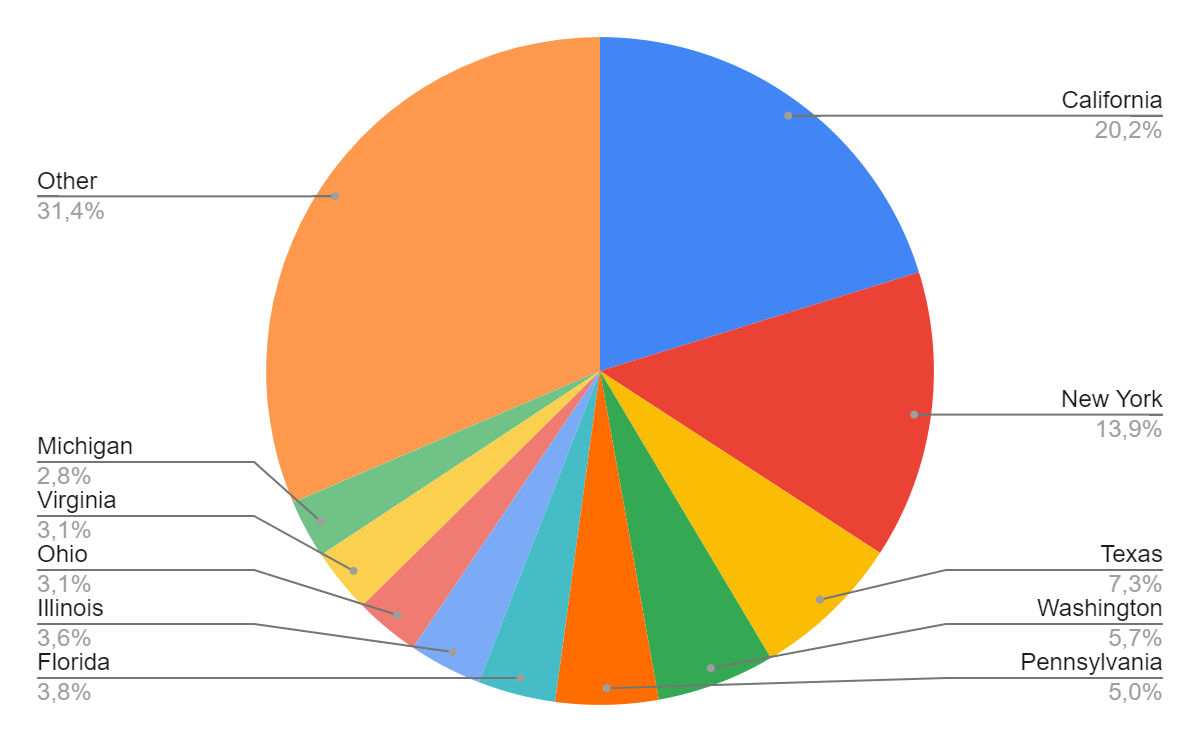 California
20,2%
New York
13,9%
Texas
7,3%
Washington
5,7%
Pennsylvania
5,0%
Florida
3,8%
Illinois
3,6%
Ohio
3,1%
Virginia
3,1%
Michigan
2,8%
Other
31,4%